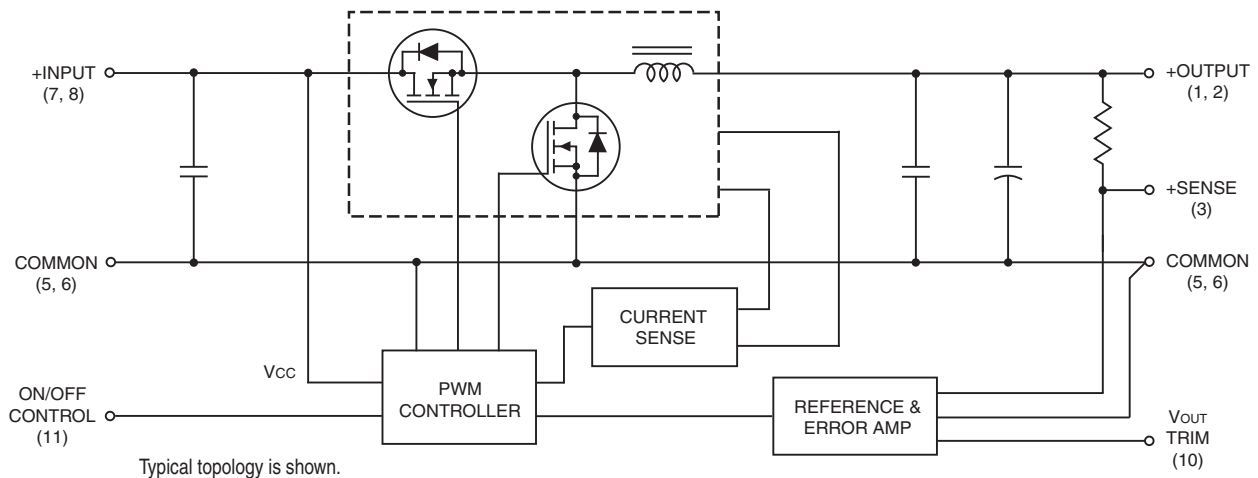 +INPUT
(7, 8)
+OUTPUT
(1, 2)
+SENSE
(3)
COMMON
(5, 6)
COMMON
(5, 6)
CURRENT
SENSE
VCC
PWM
CONTROLLER
ON/OFF
CONTROL
(11)
REFERENCE &
ERROR AMP
VOUT
TRIM
(10)
Typical topology is shown.